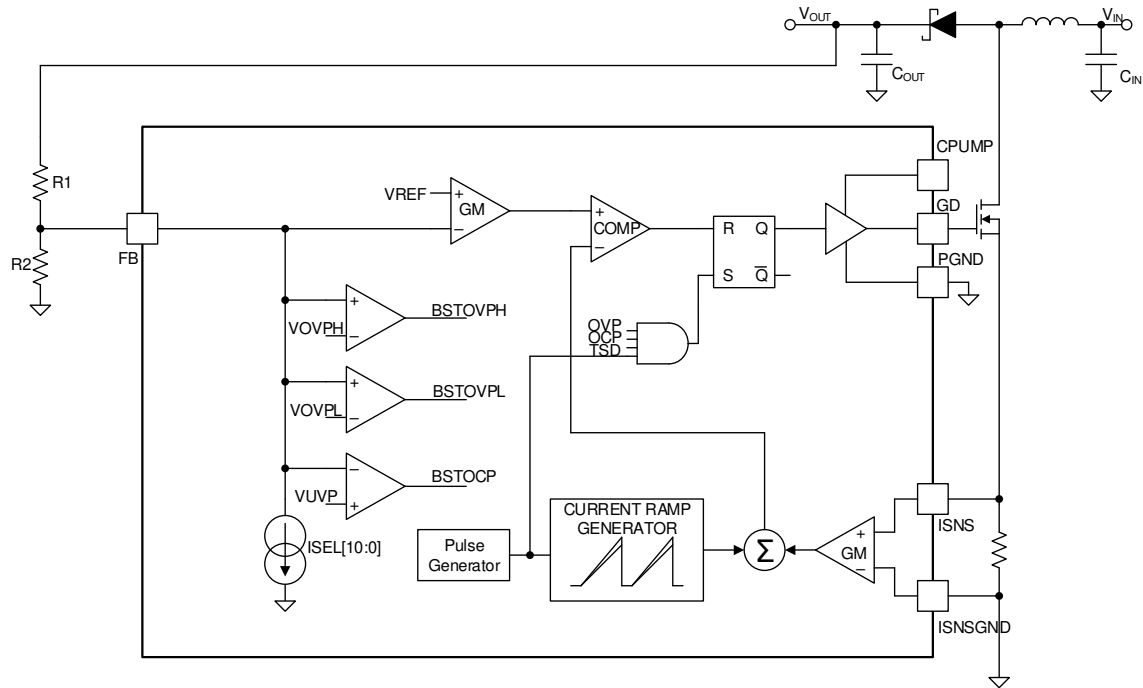 VOUT
VIN
COUT
CIN
CPUMP
R1
VREF
+
GM
−
+
COMP
−
R Q
S Q̅
GD
FB
R2
PGND
VOVPH
+
−
BSTOVPH
OVP
OCP
TSD
VOVPL
+
−
BSTOVPL
VUVP
−
+
BSTOCP
ISEL[10:0]
Pulse
Generator
CURRENT RAMP
GENERATOR
Σ
+
GM
−
ISNS
ISNSGND